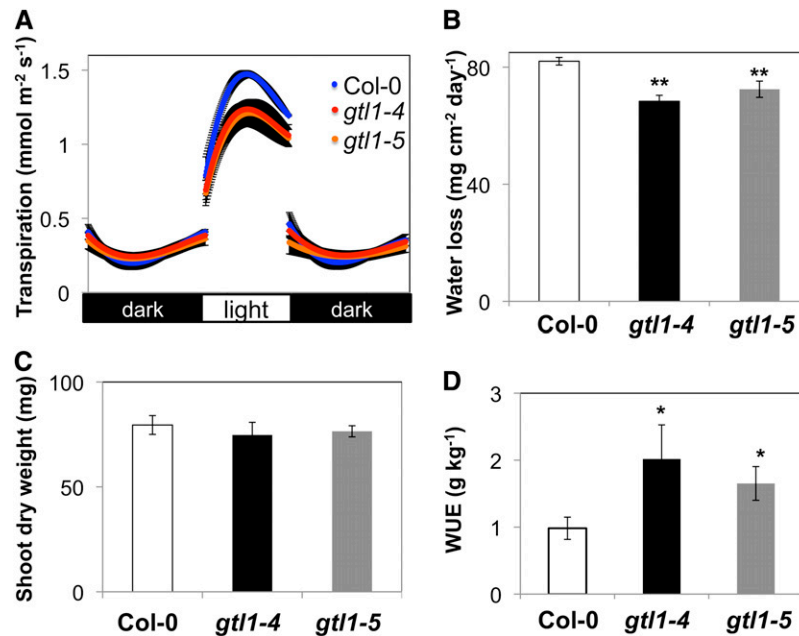 A
Transpiration (mmol m⁻² s⁻¹)
1.5
1
0.5
0
Col-0
gtl1-4
gtl1-5
dark
light
dark
B
Water loss (mg cm⁻² day⁻¹)
80
40
0
**
**
Col-0
gtl1-4
gtl1-5
C
Shoot dry weight (mg)
100
50
0
Col-0
gtl1-4
gtl1-5
D
WUE (g kg⁻¹)
3
2
1
0
*
*
Col-0
gtl1-4
gtl1-5